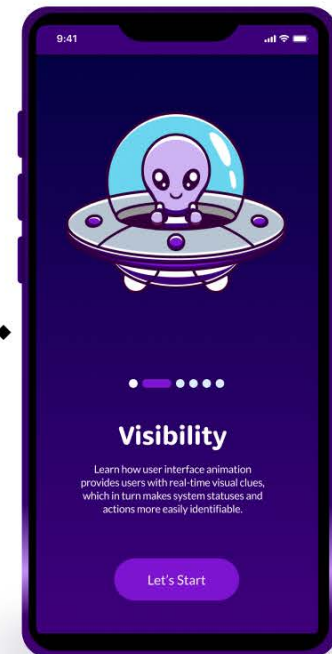 9:41
Visibility
Learn how user interface animation
provides users with real-time visual clues,
which in turn makes system statuses and
actions more easily identifiable.
Let's Start